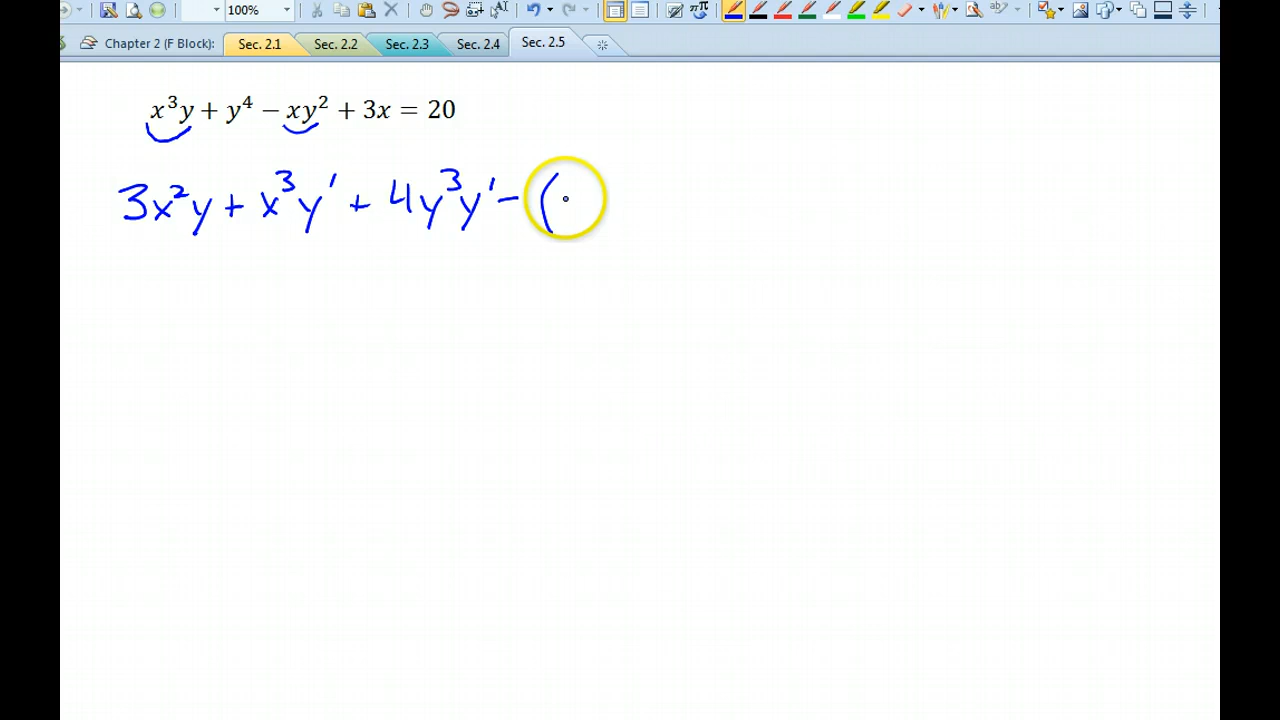 100%
Chapter 2 (F Block): Sec. 2.1 Sec. 2.2 Sec. 2.3 Sec. 2.4 Sec. 2.5
x³y + y⁴ − xy² + 3x = 20
3x²y + x³y' + 4y³y' − (